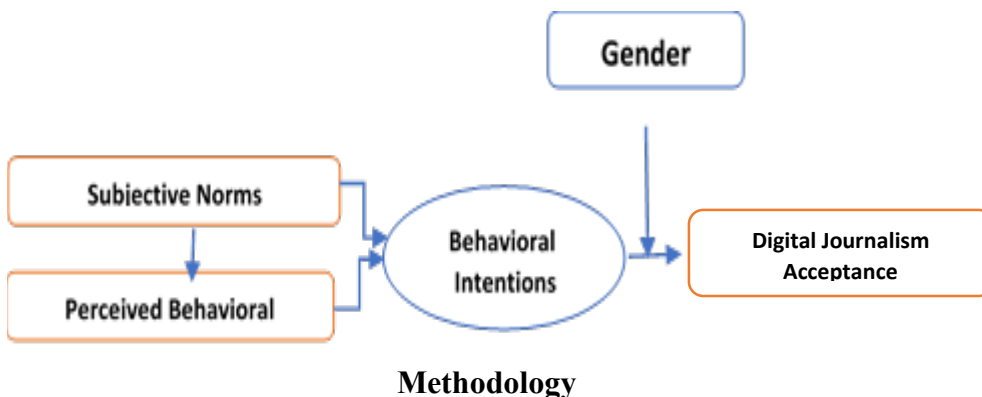 Gender
Subjective Norms
Perceived Behavioral
Behavioral
Intentions
Digital Journalism
Acceptance
Methodology